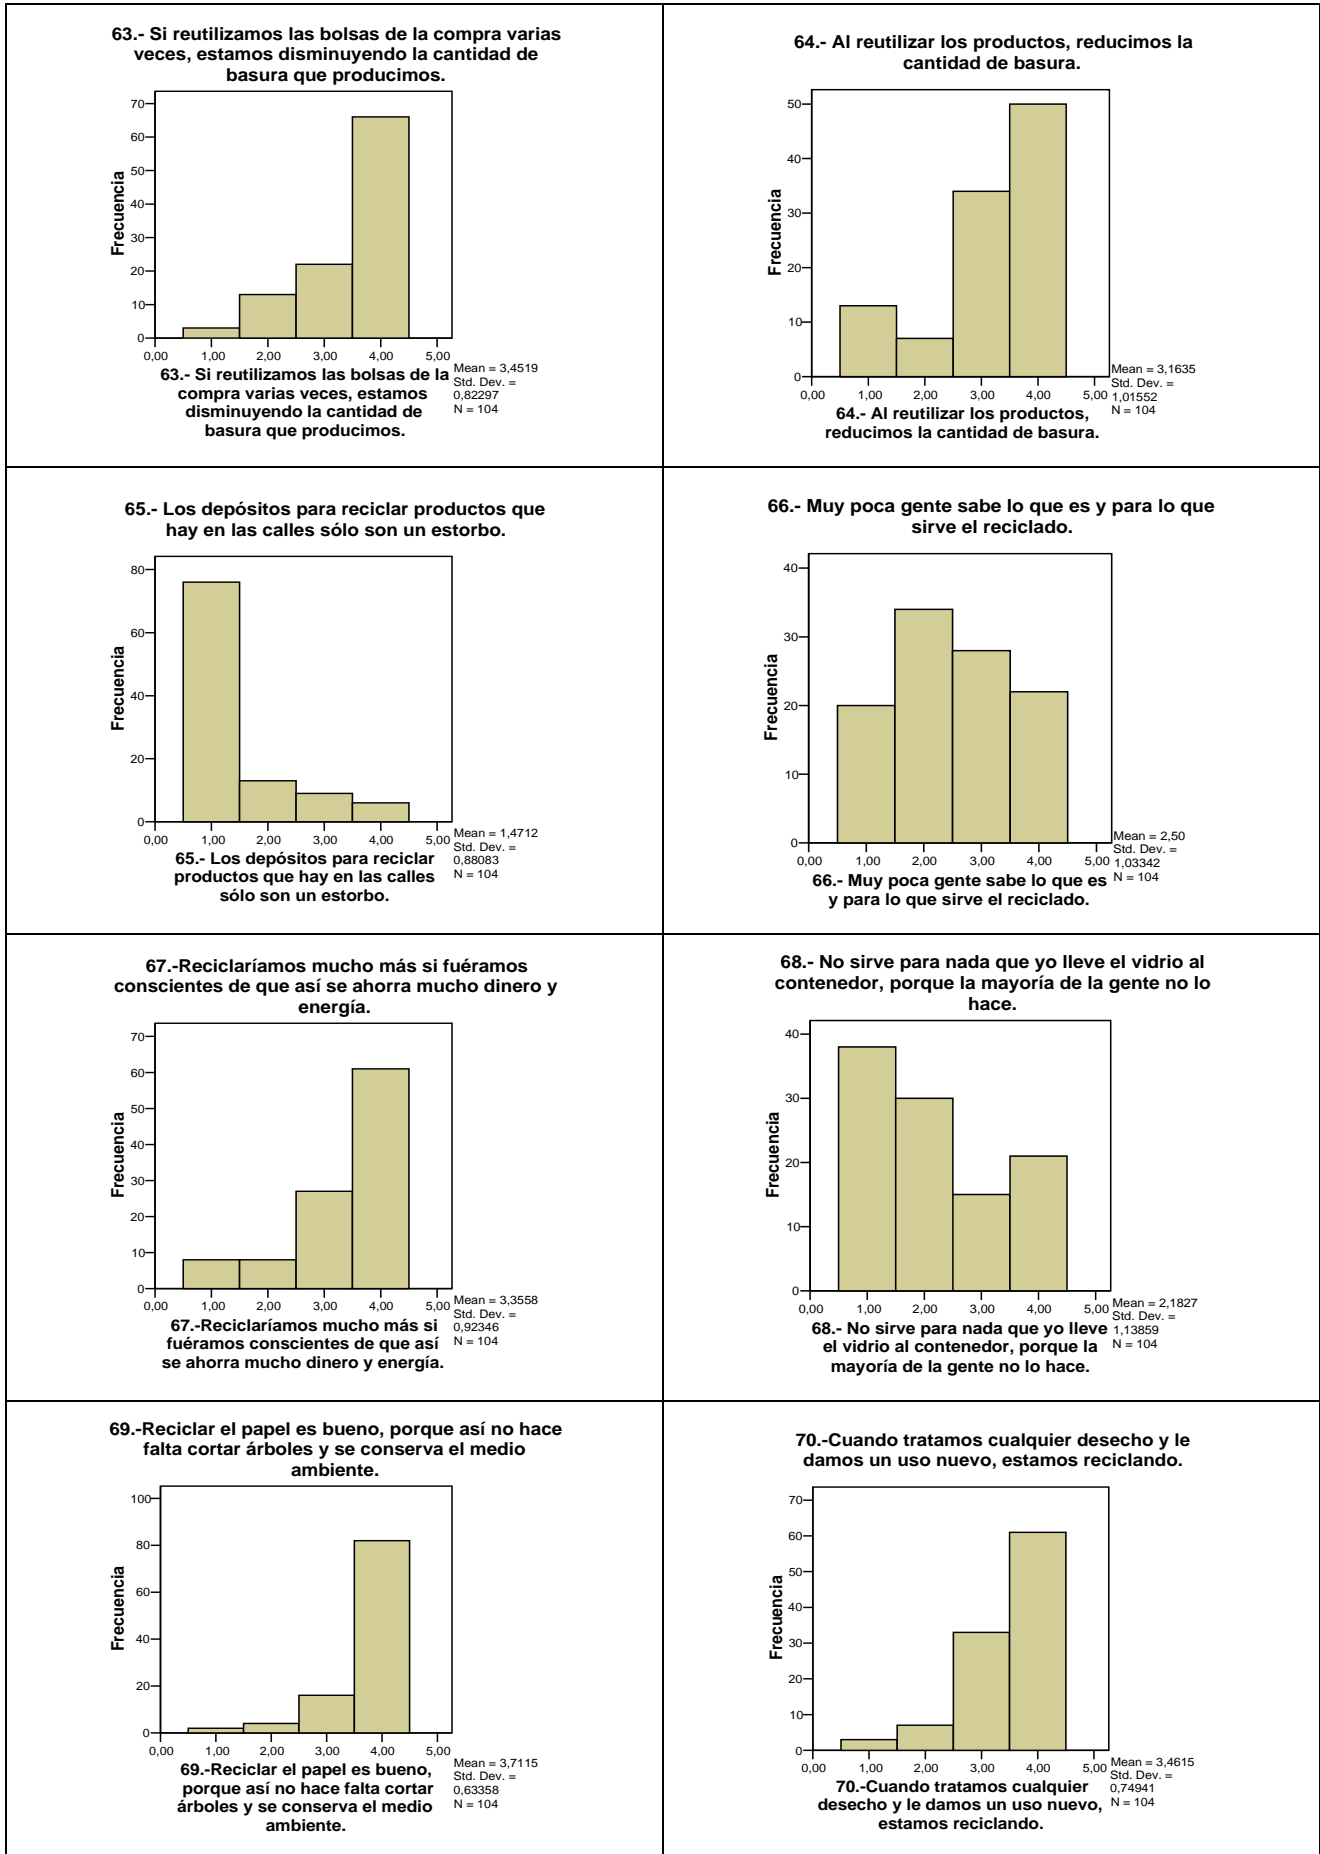 63.- Si reutilizamos las bolsas de la compra varias
veces, estamos disminuyendo la cantidad de
basura que producimos.
70
60
50
40
30
20
10
0
Frecuencia
0,00 1,00 2,00 3,00 4,00 5,00
63.- Si reutilizamos las bolsas de la
compra varias veces, estamos
disminuyendo la cantidad de
basura que producimos.
Mean = 3,4519
Std. Dev. =
0,82297
N = 104
64.- Al reutilizar los productos, reducimos la
cantidad de basura.
50
40
30
20
10
0
Frecuencia
0,00 1,00 2,00 3,00 4,00 5,00
64.- Al reutilizar los productos,
reducimos la cantidad de basura.
Mean = 3,1635
Std. Dev. =
1,01552
N = 104
65.- Los depósitos para reciclar productos que
hay en las calles sólo son un estorbo.
80
60
40
20
0
Frecuencia
0,00 1,00 2,00 3,00 4,00 5,00
65.- Los depósitos para reciclar
productos que hay en las calles
sólo son un estorbo.
Mean = 1,4712
Std. Dev. =
0,88083
N = 104
66.- Muy poca gente sabe lo que es y para lo que
sirve el reciclado.
40
30
20
10
0
Frecuencia
0,00 1,00 2,00 3,00 4,00 5,00
66.- Muy poca gente sabe lo que es
y para lo que sirve el reciclado.
Mean = 2,50
Std. Dev. =
1,03342
N = 104
67.-Reciclaríamos mucho más si fuéramos
conscientes de que así se ahorra mucho dinero y
energía.
70
60
50
40
30
20
10
0
Frecuencia
0,00 1,00 2,00 3,00 4,00 5,00
67.-Reciclaríamos mucho más si
fuéramos conscientes de que así
se ahorra mucho dinero y energía.
Mean = 3,3558
Std. Dev. =
0,92346
N = 104
68.- No sirve para nada que yo lleve el vidrio al
contenedor, porque la mayoría de la gente no lo
hace.
40
30
20
10
0
Frecuencia
0,00 1,00 2,00 3,00 4,00 5,00
68.- No sirve para nada que yo lleve
el vidrio al contenedor, porque la
mayoría de la gente no lo hace.
Mean = 2,1827
Std. Dev. =
1,13859
N = 104
69.-Reciclar el papel es bueno, porque así no hace
falta cortar árboles y se conserva el medio
ambiente.
100
80
60
40
20
0
Frecuencia
0,00 1,00 2,00 3,00 4,00 5,00
69.-Reciclar el papel es bueno,
porque así no hace falta cortar
árboles y se conserva el medio
ambiente.
Mean = 3,7115
Std. Dev. =
0,63358
N = 104
70.-Cuando tratamos cualquier desecho y le
damos un uso nuevo, estamos reciclando.
70
60
50
40
30
20
10
0
Frecuencia
0,00 1,00 2,00 3,00 4,00 5,00
70.-Cuando tratamos cualquier
desecho y le damos un uso nuevo,
estamos reciclando.
Mean = 3,4615
Std. Dev. =
0,74941
N = 104